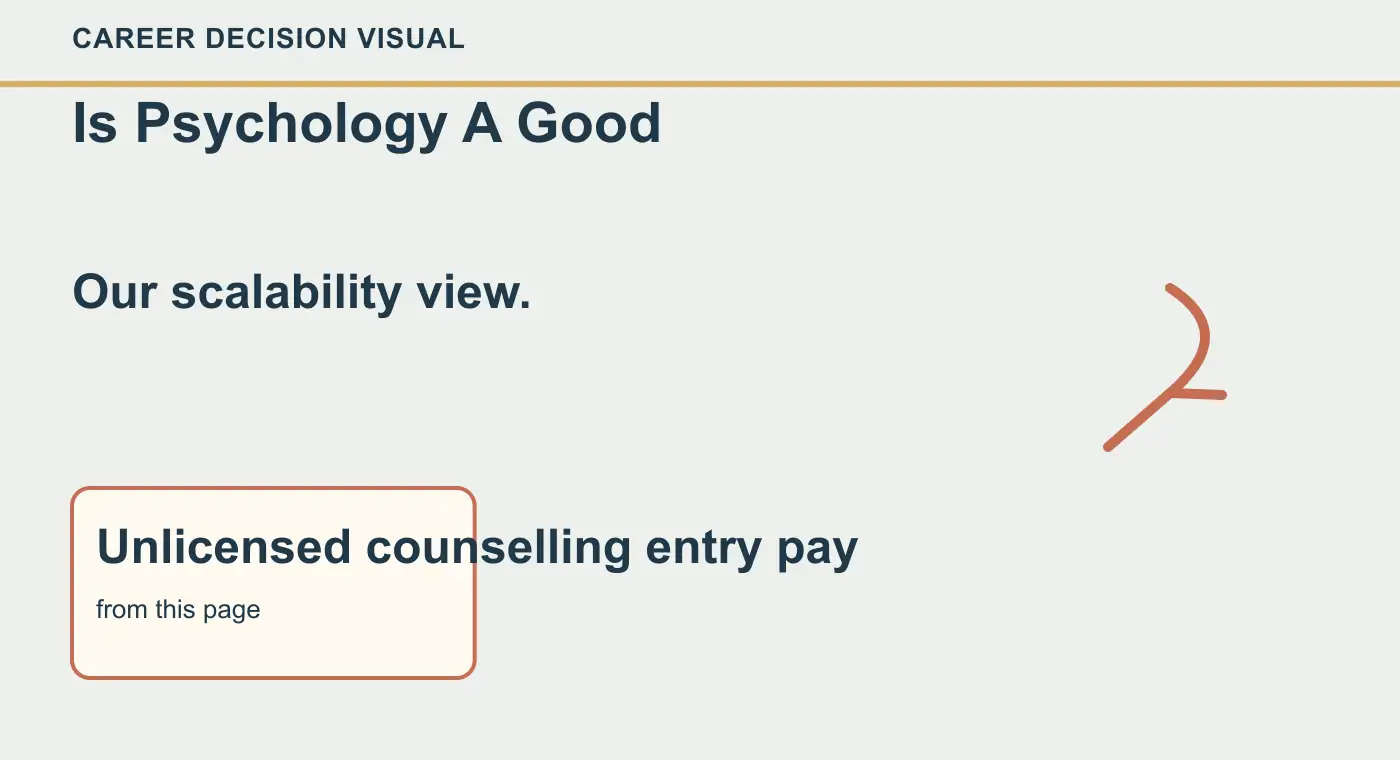 CAREER DECISION VISUAL
Is Psychology A Good
Our scalability view.
Unlicensed counselling entry pay
from this page